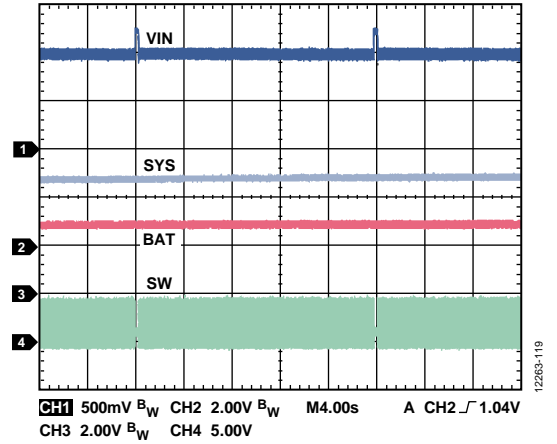 VIN
1
SYS
BAT
2
SW
3
4
CH1 500mV BW CH2 2.00V BW M4.00s A CH2 1.04V
CH3 2.00V BW CH4 5.00V
12263-119